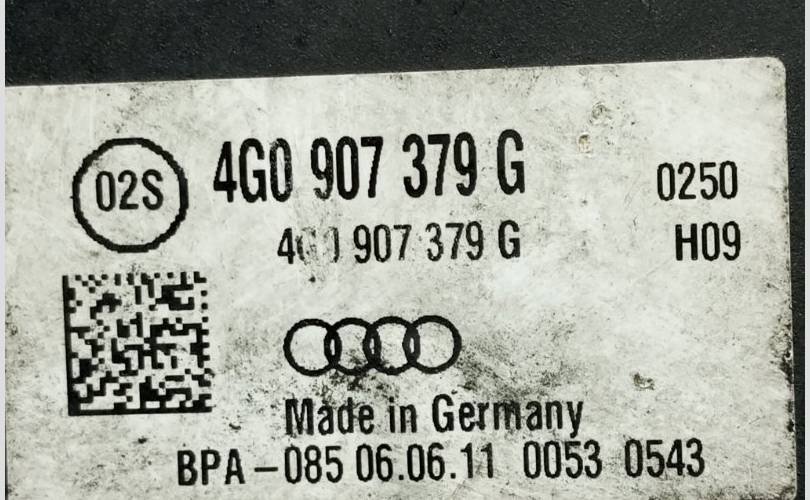 02S 4G0 907 379 G 0250
907 379 G H09
Made in Germany
BPA-085 06.06.11 0053 0543